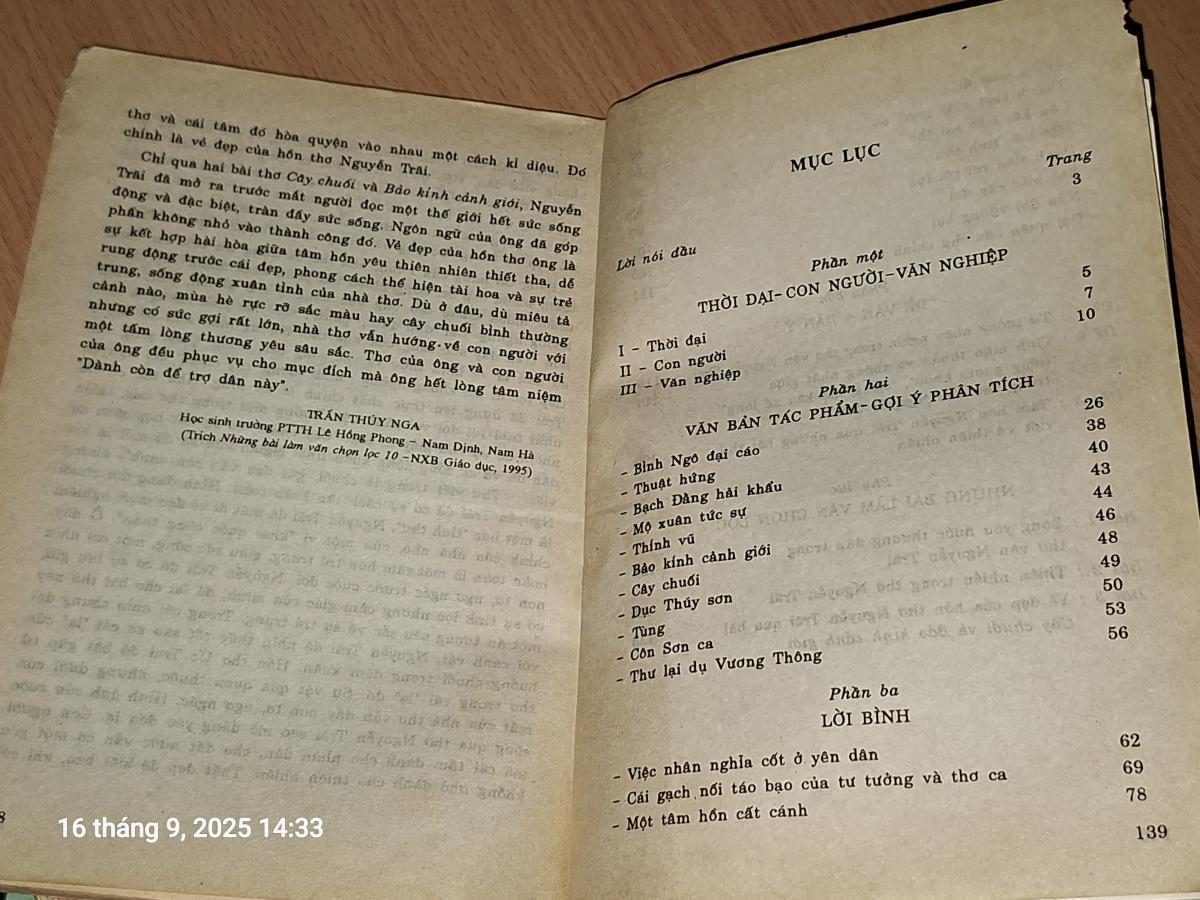 thơ và cái tâm đó hòa quyện vào nhau một cách kì diệu. Đó
chính là vẻ đẹp của hồn thơ Nguyễn Trãi.
Chỉ qua hai bài thơ Cây chuối và Bảo kính cảnh giới, Nguyễn
Trãi đã mở ra trước mắt người đọc một thế giới hết sức sống
động và đặc biệt, tràn đầy sức sống. Ngôn ngữ của ông đã góp
phần không nhỏ vào thành công đó. Vẻ đẹp của hồn thơ ông là
sự kết hợp hài hòa giữa tâm hồn yêu thiên nhiên thiết tha, dễ
rung động trước cái đẹp, phong cách thể hiện tài hoa và sự trẻ
trung, sống động xuân tình của nhà thơ. Dù ở đâu, dù miêu tả
cảnh nào, mùa hè rực rỡ sắc màu hay cây chuối bình thường
nhưng có sức gợi rất lớn, nhà thơ vẫn hướng về con người với
một tấm lòng thương yêu sâu sắc. Thơ của ông và con người
của ông đều phục vụ cho mục đích mà ông hết lòng tâm niệm
"Dành còn để trợ dân này".
TRẦN THÚY NGA
Học sinh trường PTTH Lê Hồng Phong - Nam Định, Nam Hà
(Trích Những bài làm văn chọn lọc 10 - NXB Giáo dục, 1995)
8
16 tháng 9, 2025 14:33
MỤC LỤC
Trang
Lời nói đầu 3
Phần một
THỜI ĐẠI - CON NGƯỜI - VĂN NGHIỆP
I - Thời đại 5
II - Con người 7
III - Văn nghiệp 10
Phần hai
VĂN BẢN TÁC PHẨM - GỢI Ý PHÂN TÍCH
- Bình Ngô đại cáo 26
- Thuật hứng 38
- Bạch Đằng hải khẩu 40
- Mộ xuân tức sự 43
- Thính vũ 44
- Bảo kính cảnh giới 46
- Cây chuối 48
- Dục Thúy sơn 49
- Tùng 50
- Côn Sơn ca 53
- Thư lại dụ Vương Thông 56
Phần ba
LỜI BÌNH
- Việc nhân nghĩa cốt ở yên dân 62
- Cái gạch nối táo bạo của tư tưởng và thơ ca 69
- Một tâm hồn cất cánh 78
139